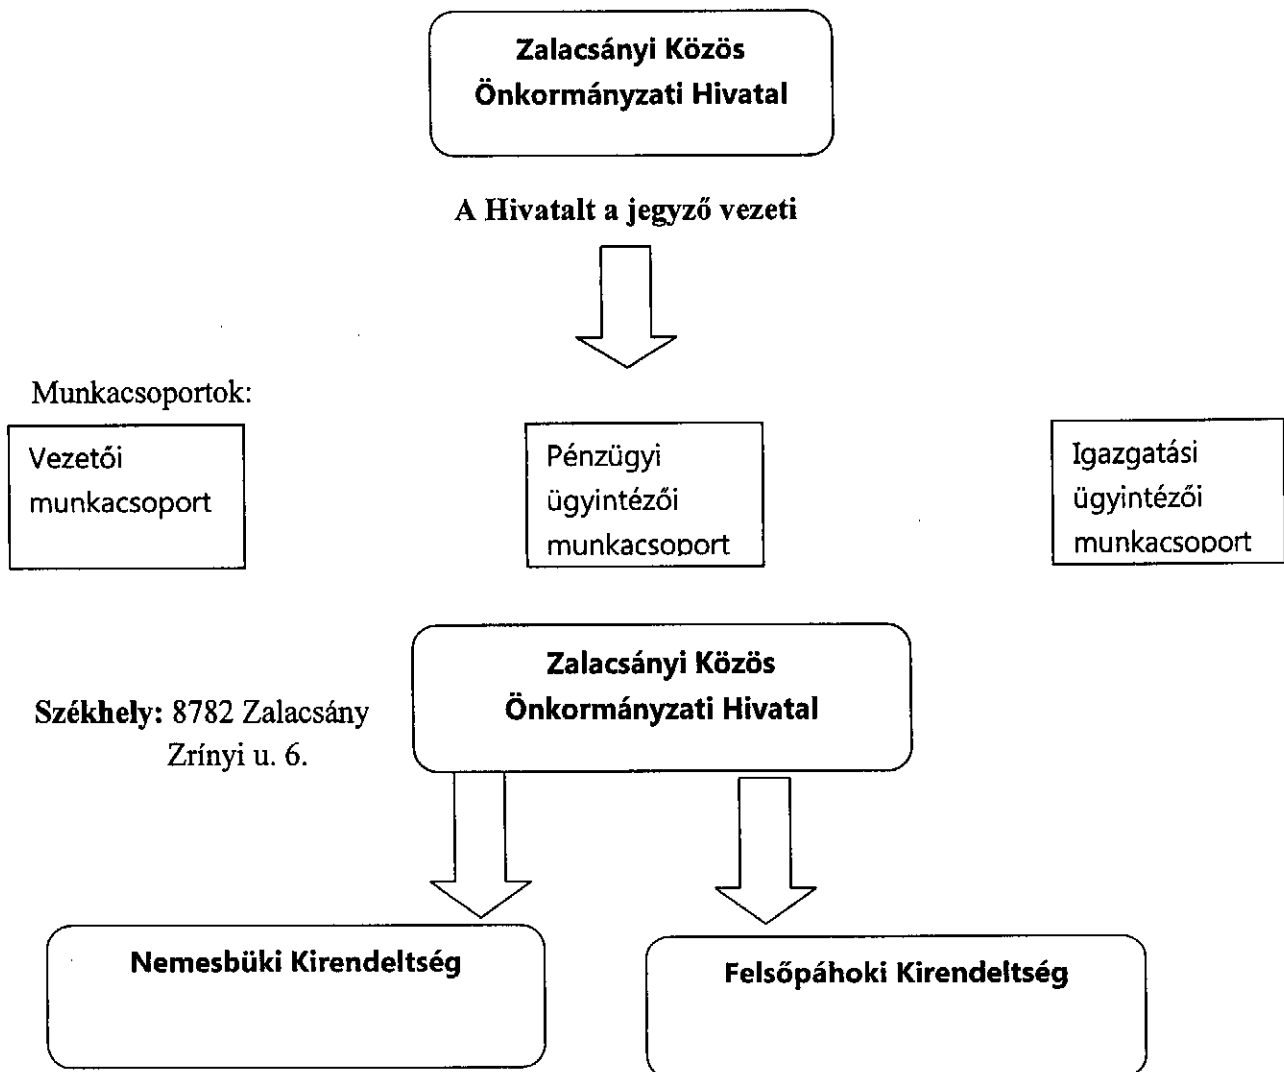 Zalacsányi Közös
Önkormányzati Hivatal
A Hivatalt a jegyző vezeti
Munkacsoportok:
Vezetői
munkacsoport
Pénzügyi
ügyintézői
munkacsoport
Igazgatási
ügyintézői
munkacsoport
Zalacsányi Közös
Önkormányzati Hivatal
Székhely: 8782 Zalacsány
Zrínyi u. 6.
Nemesbüki Kirendeltség
Felsőpáhoki Kirendeltség